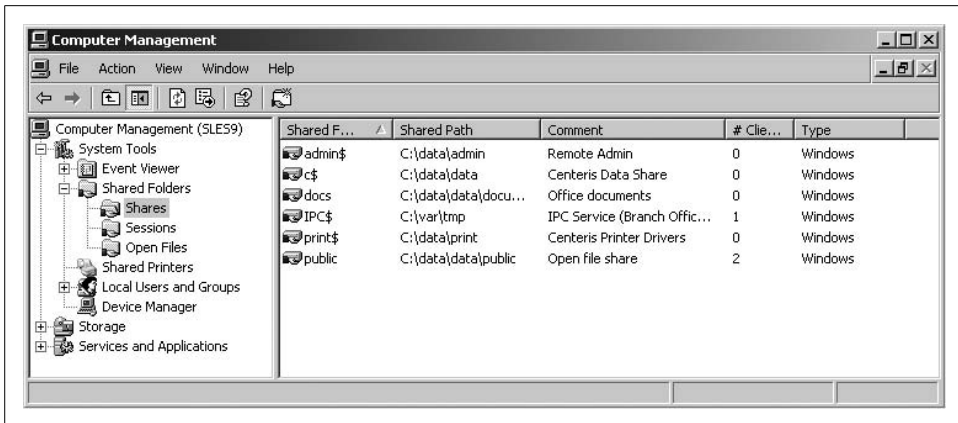 Computer Management
File Action View Window Help
Computer Management (SLES9)
System Tools
Event Viewer
Shared Folders
Shares
Sessions
Open Files
Shared Printers
Local Users and Groups
Device Manager
Storage
Services and Applications
Shared F... Shared Path Comment # Clie... Type
admin$ C:\data\admin Remote Admin 0 Windows
c$ C:\data\data Centeris Data Share 0 Windows
docs C:\data\data\docu... Office documents 0 Windows
IPC$ C:\var\tmp IPC Service (Branch Offic... 1 Windows
print$ C:\data\print Centeris Printer Drivers 0 Windows
public C:\data\data\public Open file share 2 Windows